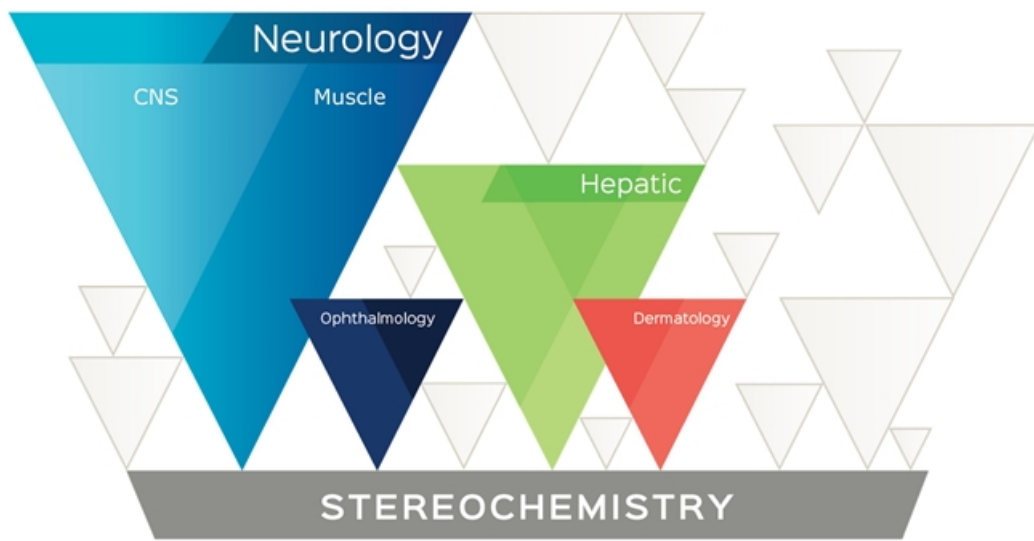 Neurology
CNS Muscle
Hepatic
Ophthalmology
Dermatology
STEREOCHEMISTRY